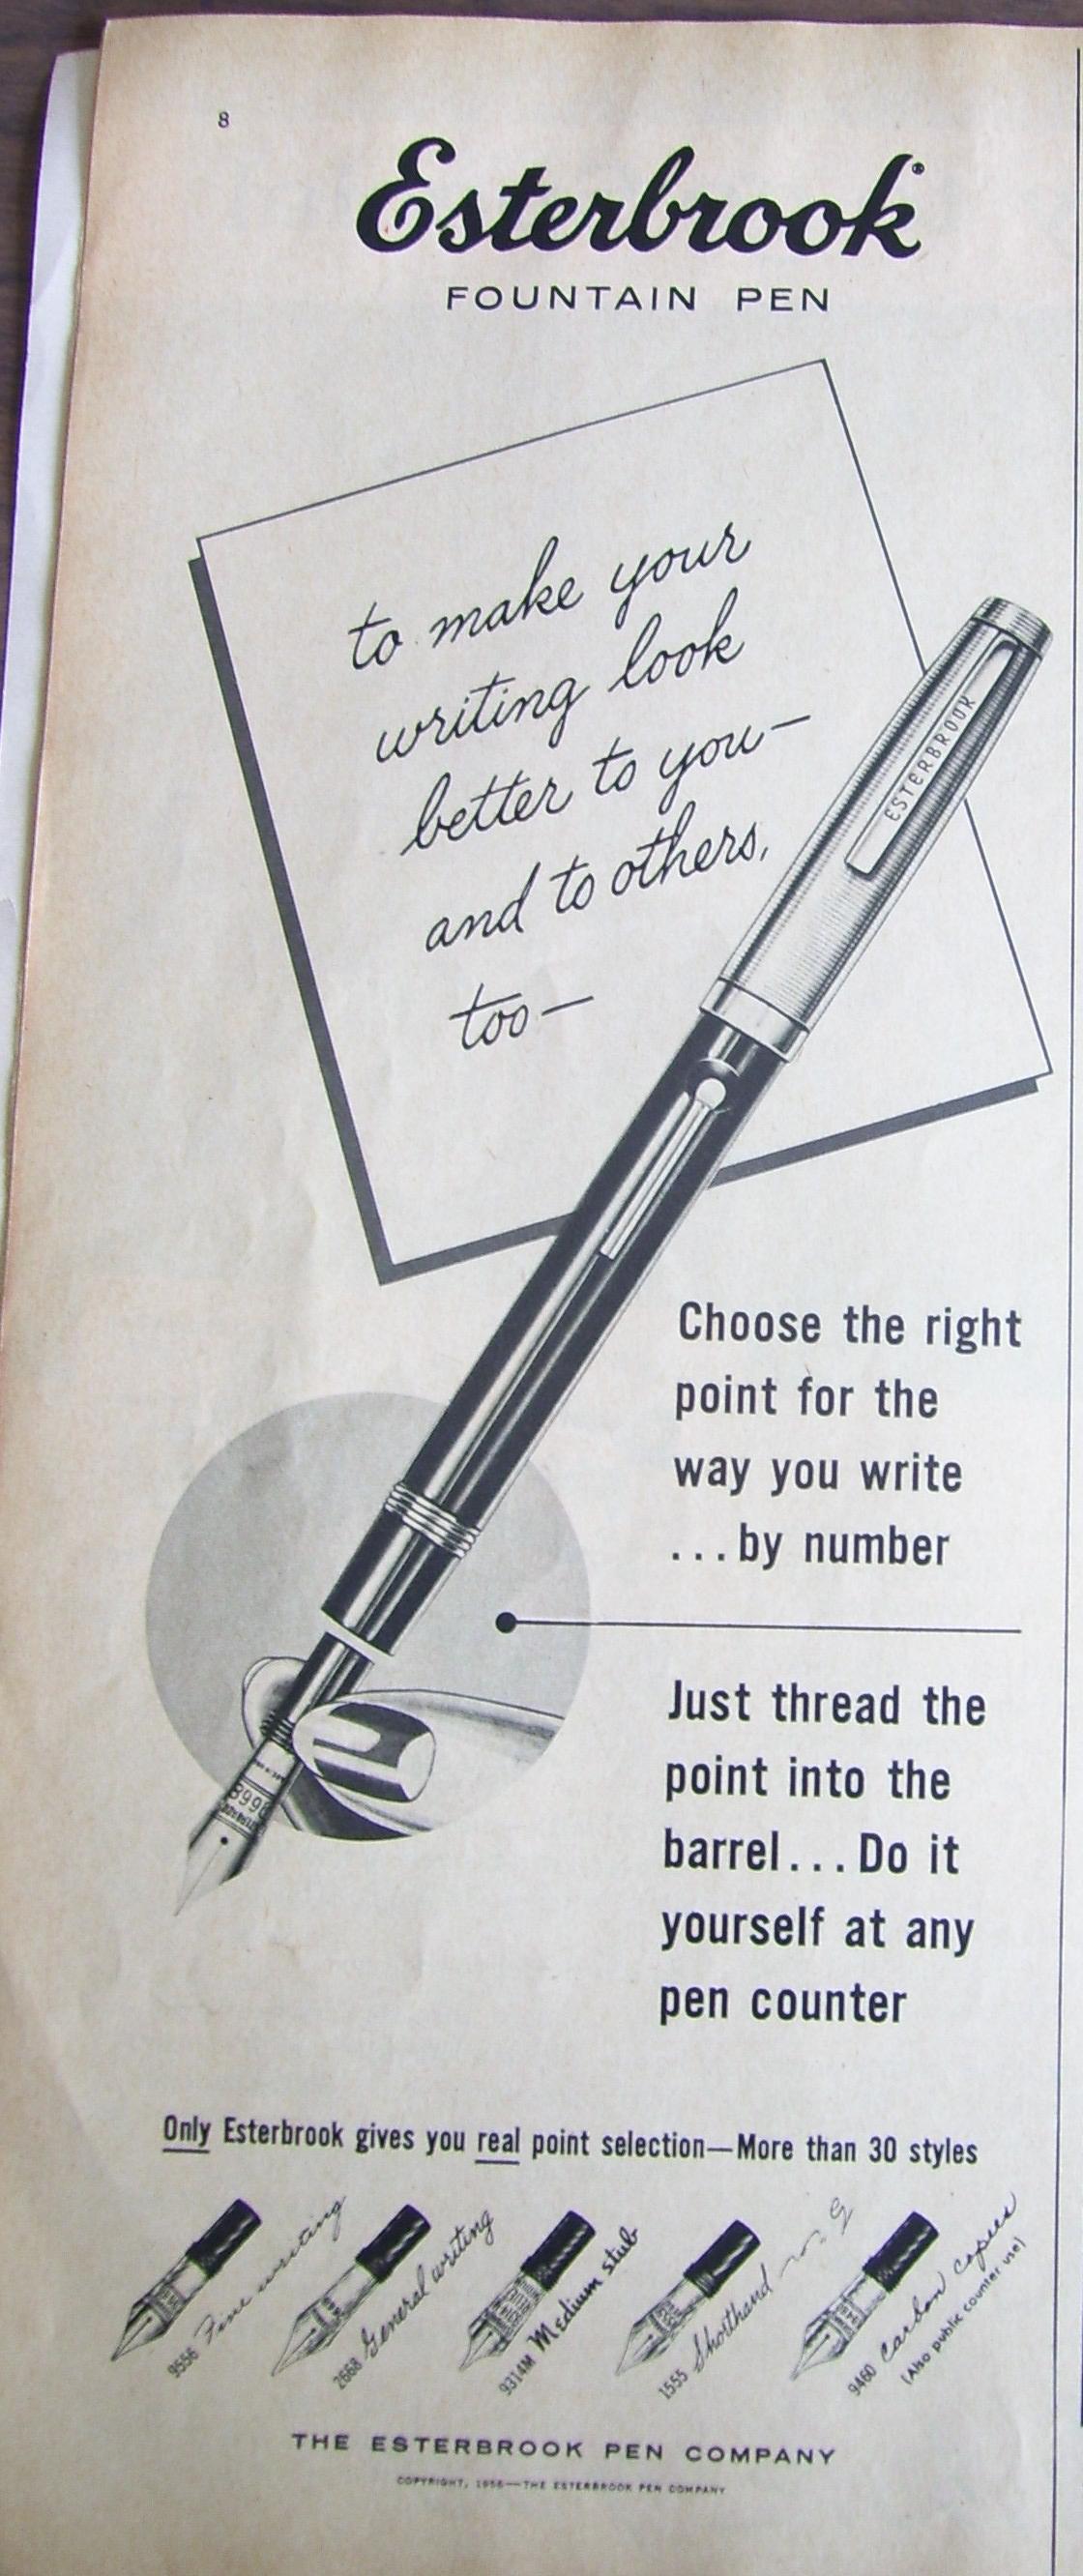 8
Esterbrook®
FOUNTAIN PEN
to make your
writing look
better to you—
and to others,
too—
ESTERBROOK
Choose the right
point for the
way you write
...by number
Just thread the
point into the
barrel...Do it
yourself at any
pen counter
8998
Only Esterbrook gives you real point selection—More than 30 styles
9556 Fine writing
2668 General writing
9314M Medium stub
1555 Shorthand
9460 Carbon copies
(Also public counter use)
THE ESTERBROOK PEN COMPANY
COPYRIGHT, 1956—THE ESTERBROOK PEN COMPANY